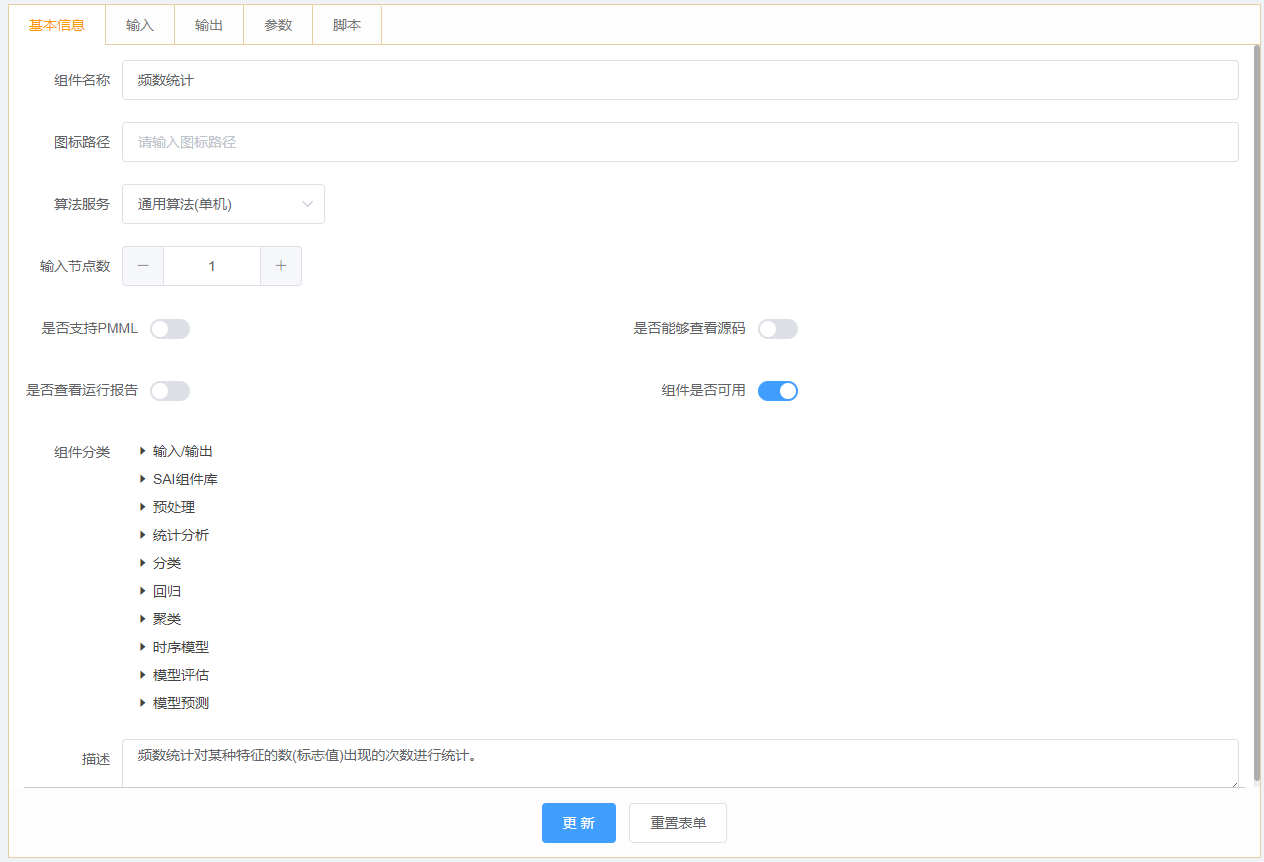 基本信息 输入 输出 参数 脚本
组件名称 频数统计
图标路径 请输入图标路径
算法服务 通用算法(单机)
输入节点数 1
是否支持PMML 是否能够查看源码
是否查看运行报告 组件是否可用
组件分类 输入/输出
SAI组件库
预处理
统计分析
分类
回归
聚类
时序模型
模型评估
模型预测
描述 频数统计对某种特征的数(标志值)出现的次数进行统计。
更 新 重置表单